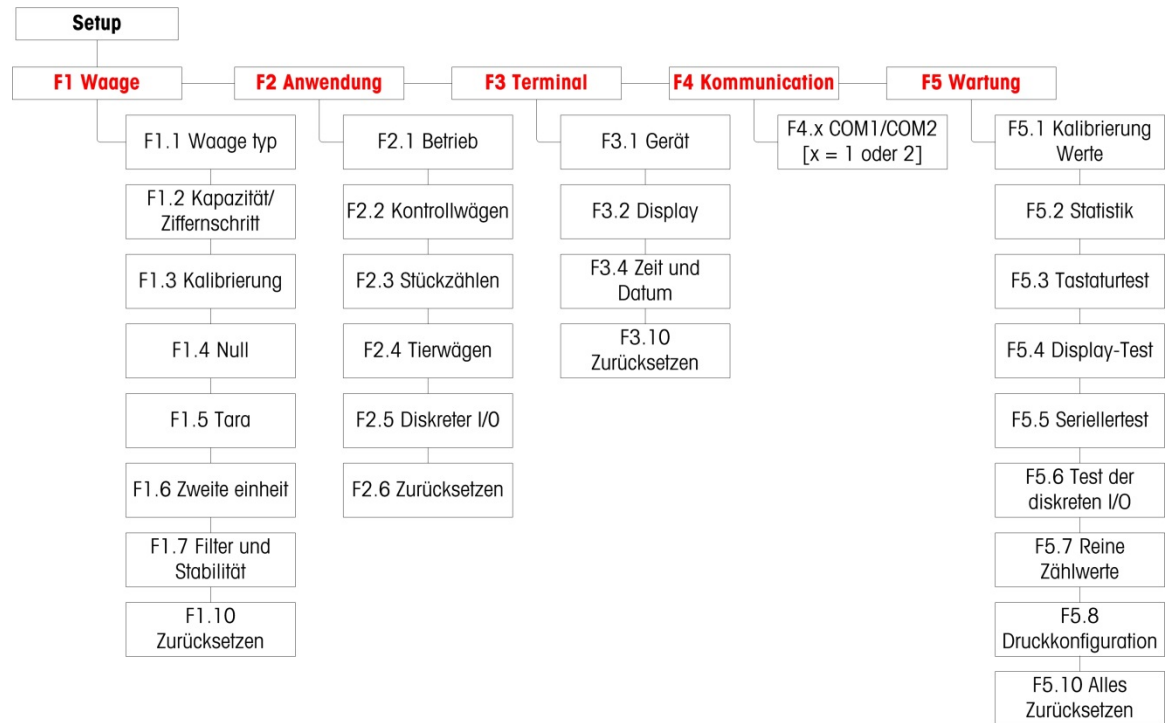 Setup
F1 Waage
F2 Anwendung
F3 Terminal
F4 Kommunication
F5 Wartung
F1.1 Waage typ
F1.2 Kapazität/
Ziffernschritt
F1.3 Kalibrierung
F1.4 Null
F1.5 Tara
F1.6 Zweite einheit
F1.7 Filter und
Stabilität
F1.10
Zurücksetzen
F2.1 Betrieb
F2.2 Kontrollwägen
F2.3 Stückzählen
F2.4 Tierwägen
F2.5 Diskreter I/O
F2.6 Zurücksetzen
F3.1 Gerät
F3.2 Display
F3.4 Zeit und
Datum
F3.10
Zurücksetzen
F4.x COM1/COM2
[x = 1 oder 2]
F5.1 Kalibrierung
Werte
F5.2 Statistik
F5.3 Tastaturtest
F5.4 Display-Test
F5.5 Seriellertest
F5.6 Test der
diskreten I/O
F5.7 Reine
Zählwerte
F5.8
Druckkonfiguration
F5.10 Alles
Zurücksetzen